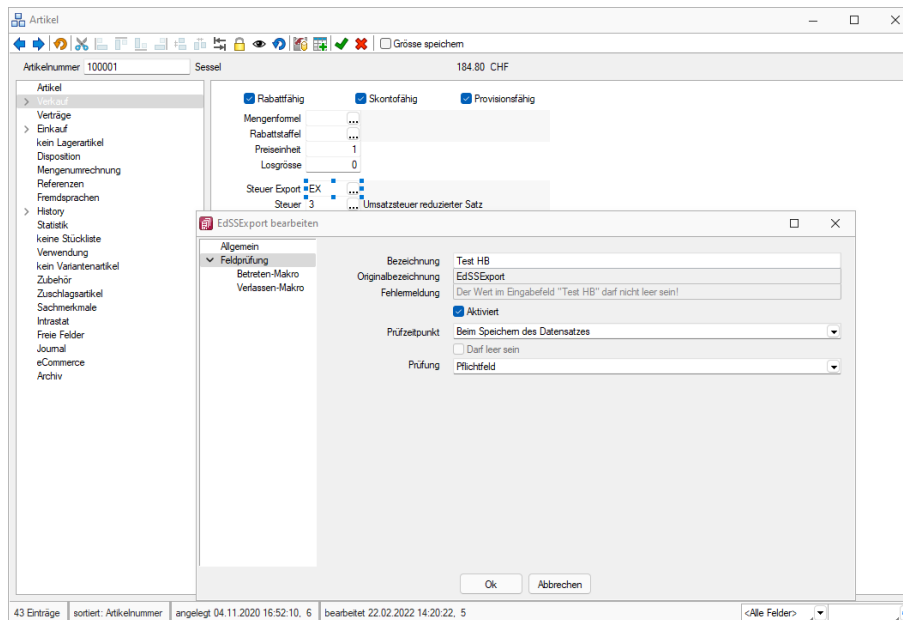 Artikel
Grösse speichern
Artikelnummer 100001 Sessel 184.80 CHF
Artikel
Verkauf
Verträge
Einkauf
kein Lagerartikel
Disposition
Mengenumrechnung
Referenzen
Fremdsprachen
History
Statistik
keine Stückliste
Verwendung
kein Variantenartikel
Zubehör
Zuschlagsartikel
Sachmerkmale
Intrastat
Freie Felder
Journal
eCommerce
Archiv
Rabattfähig Skontofähig Provisionsfähig
Mengenformel ...
Rabattstaffel ...
Preiseinheit 1
Losgrösse 0
Steuer Export EX ...
Steuer 3 ... Umsatzsteuer reduzierter Satz
EdSSExport bearbeiten
Allgemein
Feldprüfung
Betreten-Makro
Verlassen-Makro
Bezeichnung Test HB
Originalbezeichnung EdSSExport
Fehlermeldung Der Wert im Eingabefeld "Test HB" darf nicht leer sein!
Aktiviert
Prüfzeitpunkt Beim Speichern des Datensatzes
Darf leer sein
Prüfung Pflichtfeld
Ok Abbrechen
43 Einträge sortiert: Artikelnummer angelegt 04.11.2020 16:52:10, 6 bearbeitet 22.02.2022 14:20:22, 5 <Alle Felder>